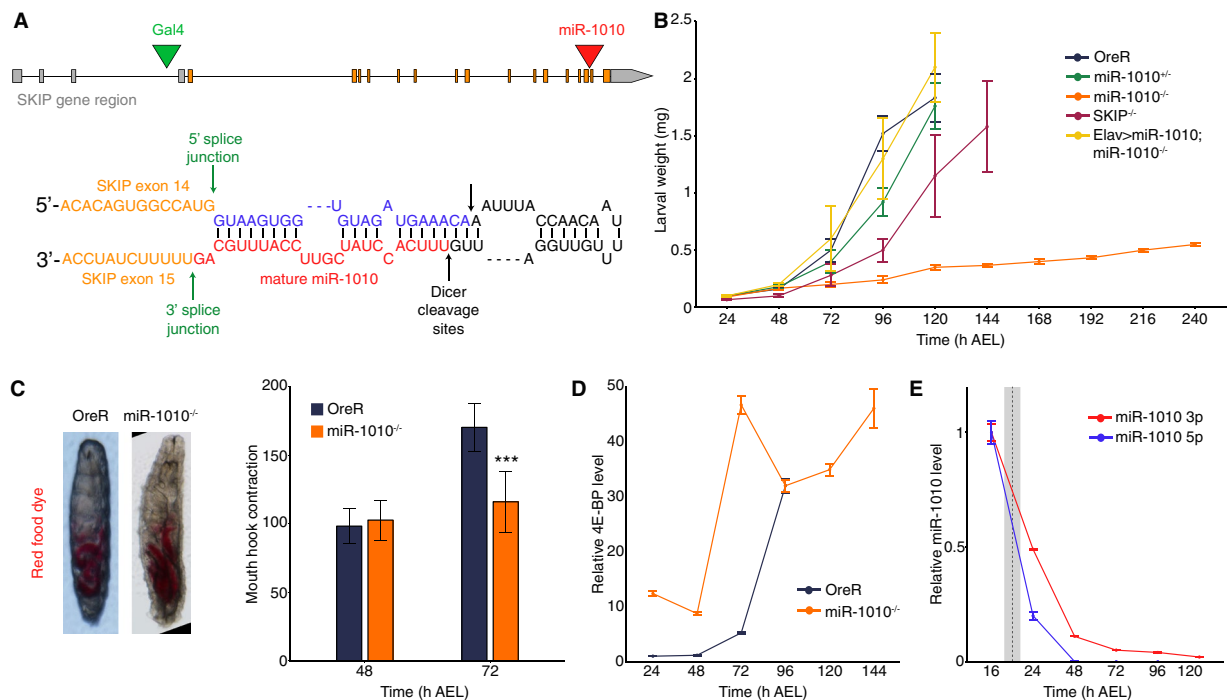 A
Gal4
miR-1010
SKIP gene region
5' splice
junction
SKIP exon 14
5'-ACACAGUGGCCAUG
GUAAGUGG
---U
GUAG
A
UGAAACAA
AUUUA
CCAACA
A
U
3'-ACCUAUCUUUUUGA
CGUUUACC
UUGC
UAUC
C
ACUUUGUU
----A
GGUUGU
U
U
SKIP exon 15
mature miR-1010
3' splice
junction
Dicer
cleavage
sites
B
Larval weight (mg)
2.5
2
1.5
1
0.5
0
24 48 72 96 120 144 168 192 216 240
Time (h AEL)
OreR
miR-1010+/-
miR-1010-/-
SKIP-/-
Elav>miR-1010;
miR-1010-/-
C
OreR miR-1010-/-
Red food dye
Mouth hook contraction
200
150
100
50
0
OreR
miR-1010-/-
***
48 72
Time (h AEL)
D
Relative 4E-BP level
50
40
30
20
10
0
OreR
miR-1010-/-
24 48 72 96 120 144
Time (h AEL)
E
Relative miR-1010 level
1
0.5
0
miR-1010 3p
miR-1010 5p
16 24 48 72 96 120
Time (h AEL)